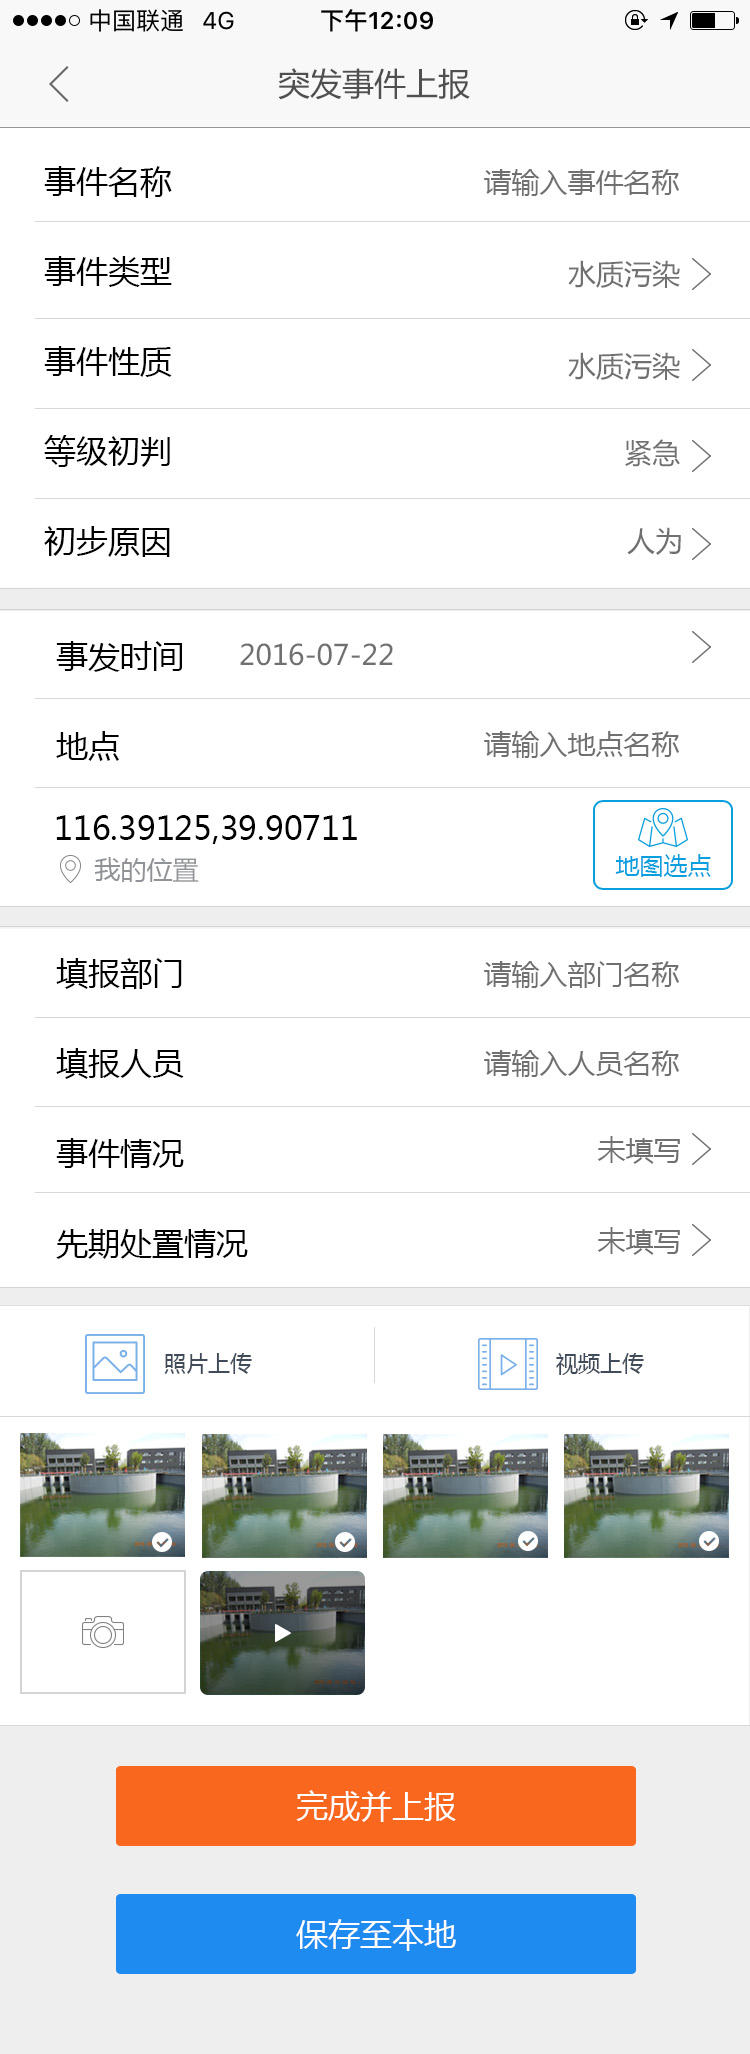 中国联通 4G 下午12:09
突发事件上报
事件名称 请输入事件名称
事件类型 水质污染
事件性质 水质污染
等级初判 紧急
初步原因 人为
事发时间 2016-07-22
地点 请输入地点名称
116.39125,39.90711
我的位置
地图选点
填报部门 请输入部门名称
填报人员 请输入人员名称
事件情况 未填写
先期处置情况 未填写
照片上传 视频上传
完成并上报
保存至本地